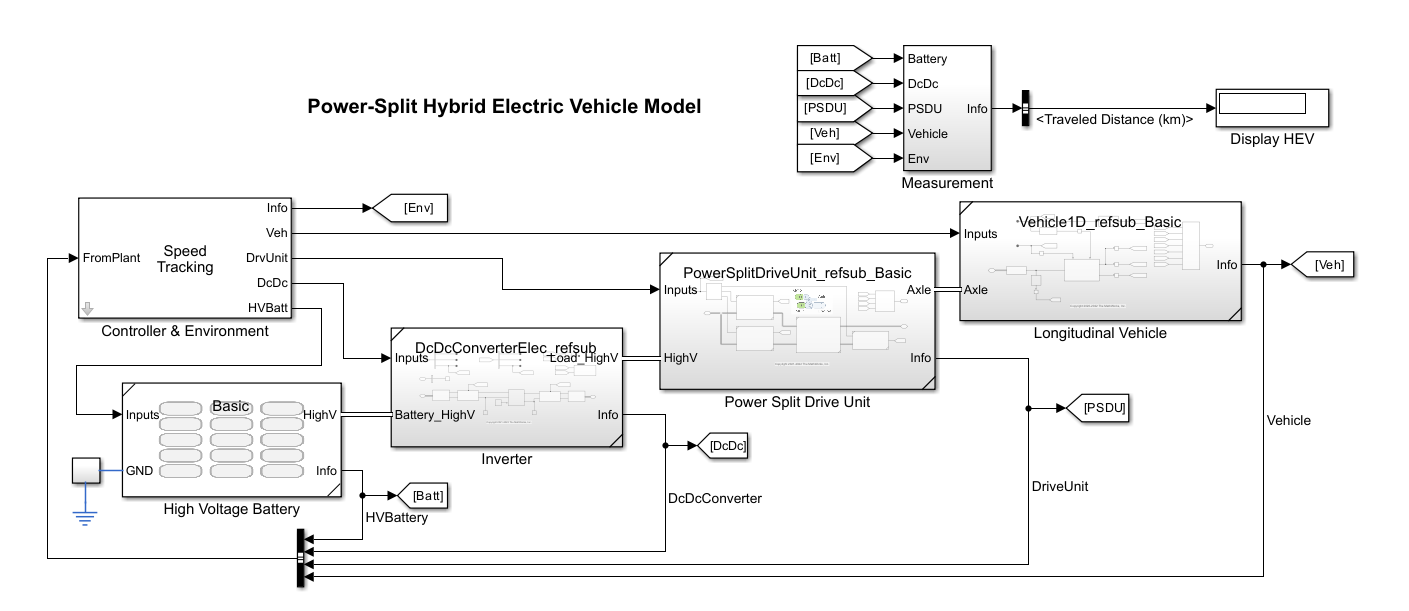 Power-Split Hybrid Electric Vehicle Model
[Batt]
[DcDc]
[PSDU]
[Veh]
[Env]
Battery
DcDc
PSDU
Vehicle
Env
Info
Measurement
<Traveled Distance (km)>
Display HEV
FromPlant
Speed
Tracking
Info
Veh
DrvUnit
DcDc
HVBatt
Controller & Environment
[Env]
Vehicle1D_refsub_Basic
Inputs
Axle
Info
Longitudinal Vehicle
[Veh]
PowerSplitDriveUnit_refsub_Basic
Inputs
HighV
Axle
Info
Power Split Drive Unit
[PSDU]
DcDcConverterElec_refsub
Inputs
Load_HighV
Battery_HighV
Info
Inverter
[DcDc]
Basic
Inputs
HighV
GND
Info
High Voltage Battery
[Batt]
HVBattery
DcDcConverter
DriveUnit
Vehicle